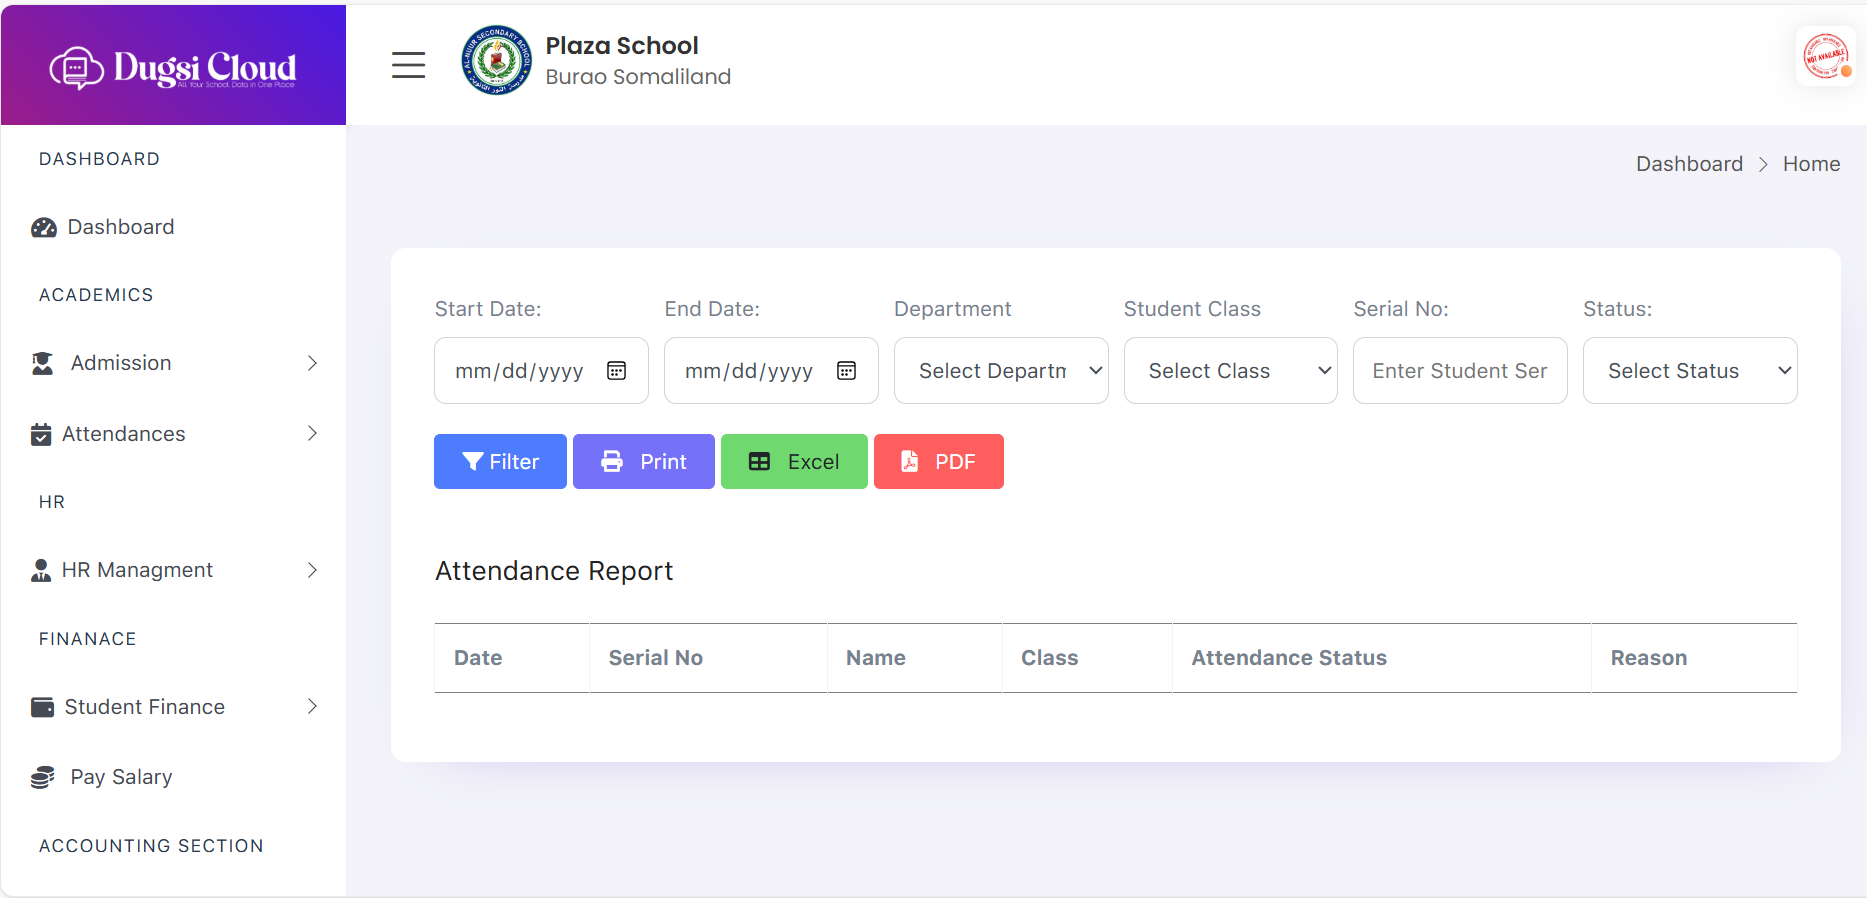 Dugsi Cloud
All Your School Data in One Place
Plaza School
Burao Somaliland
NOT AVAILABLE
DASHBOARD
Dashboard
ACADEMICS
Admission
Attendances
HR
HR Managment
FINANACE
Student Finance
Pay Salary
ACCOUNTING SECTION
Dashboard > Home
Start Date: End Date: Department Student Class Serial No: Status:
mm/dd/yyyy mm/dd/yyyy Select Departm Select Class Enter Student Ser Select Status
Filter Print Excel PDF
Attendance Report
Date Serial No Name Class Attendance Status Reason